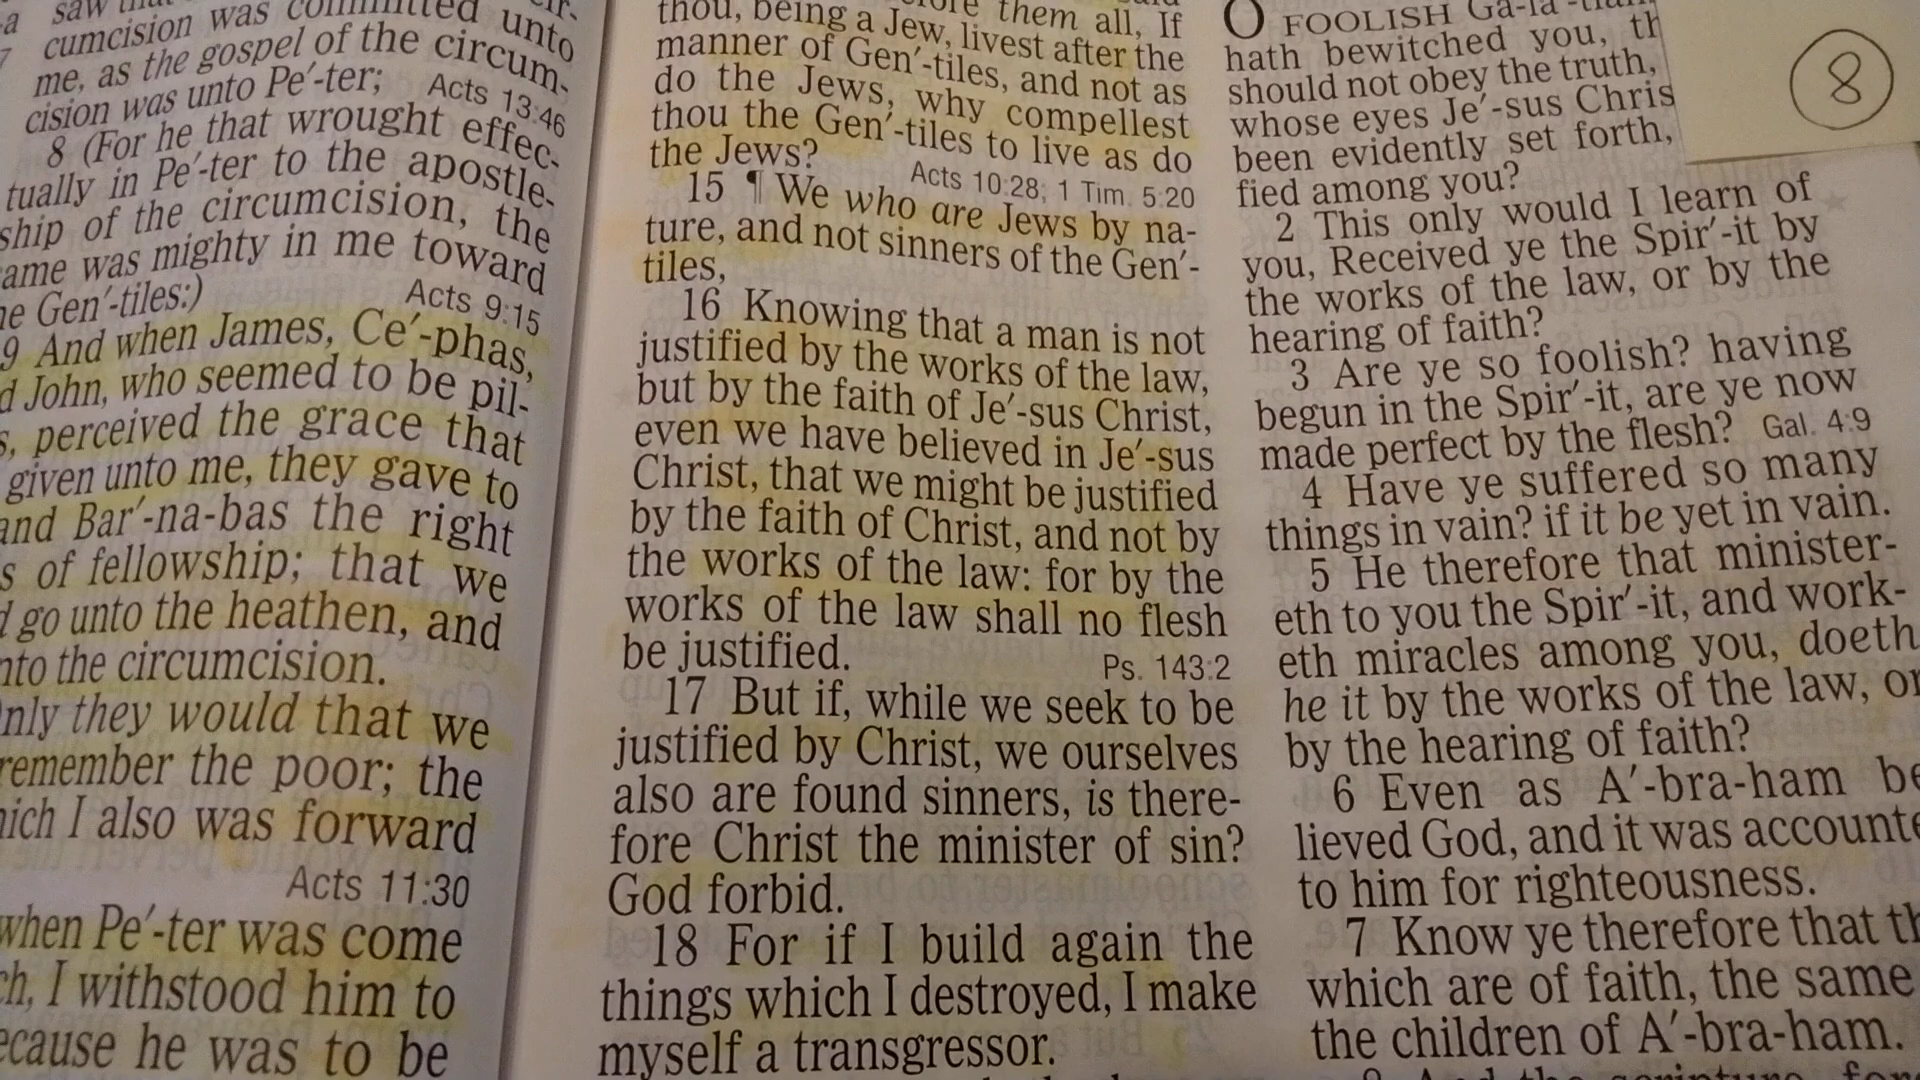 cumcision was committed unto
me, as the gospel of the circum-
cision was unto Pe′-ter; Acts 13:46
8 (For he that wrought effec-
tually in Pe′-ter to the apostle-
ship of the circumcision, the
ame was mighty in me toward
he Gen′-tiles:) Acts 9:15
9 And when James, Ce′-phas,
d John, who seemed to be pil-
s, perceived the grace that
given unto me, they gave to
and Bar′-na-bas the right
s of fellowship; that we
d go unto the heathen, and
nto the circumcision.
Only they would that we
remember the poor; the
hich I also was forward
Acts 11:30
when Pe′-ter was come
ch, I withstood him to
ecause he was to be
thou, being a Jew, livest after the
manner of Gen′-tiles, and not as
do the Jews, why compellest
thou the Gen′-tiles to live as do
the Jews? Acts 10:28; 1 Tim. 5:20
15 ¶ We who are Jews by na-
ture, and not sinners of the Gen′-
tiles,
16 Knowing that a man is not
justified by the works of the law,
but by the faith of Je′-sus Christ,
even we have believed in Je′-sus
Christ, that we might be justified
by the faith of Christ, and not by
the works of the law: for by the
works of the law shall no flesh
be justified. Ps. 143:2
17 But if, while we seek to be
justified by Christ, we ourselves
also are found sinners, is there-
fore Christ the minister of sin?
God forbid.
18 For if I build again the
things which I destroyed, I make
myself a transgressor.
O FOOLISH Ga-la′-tian
hath bewitched you, th
should not obey the truth,
whose eyes Je′-sus Chris
been evidently set forth,
fied among you?
2 This only would I learn of
you, Received ye the Spir′-it by
the works of the law, or by the
hearing of faith?
3 Are ye so foolish? having
begun in the Spir′-it, are ye now
made perfect by the flesh? Gal. 4:9
4 Have ye suffered so many
things in vain? if it be yet in vain.
5 He therefore that minister-
eth to you the Spir′-it, and work-
eth miracles among you, doeth
he it by the works of the law, or
by the hearing of faith?
6 Even as A′-bra-ham be
lieved God, and it was accounte
to him for righteousness.
7 Know ye therefore that th
which are of faith, the same
the children of A′-bra-ham.
8